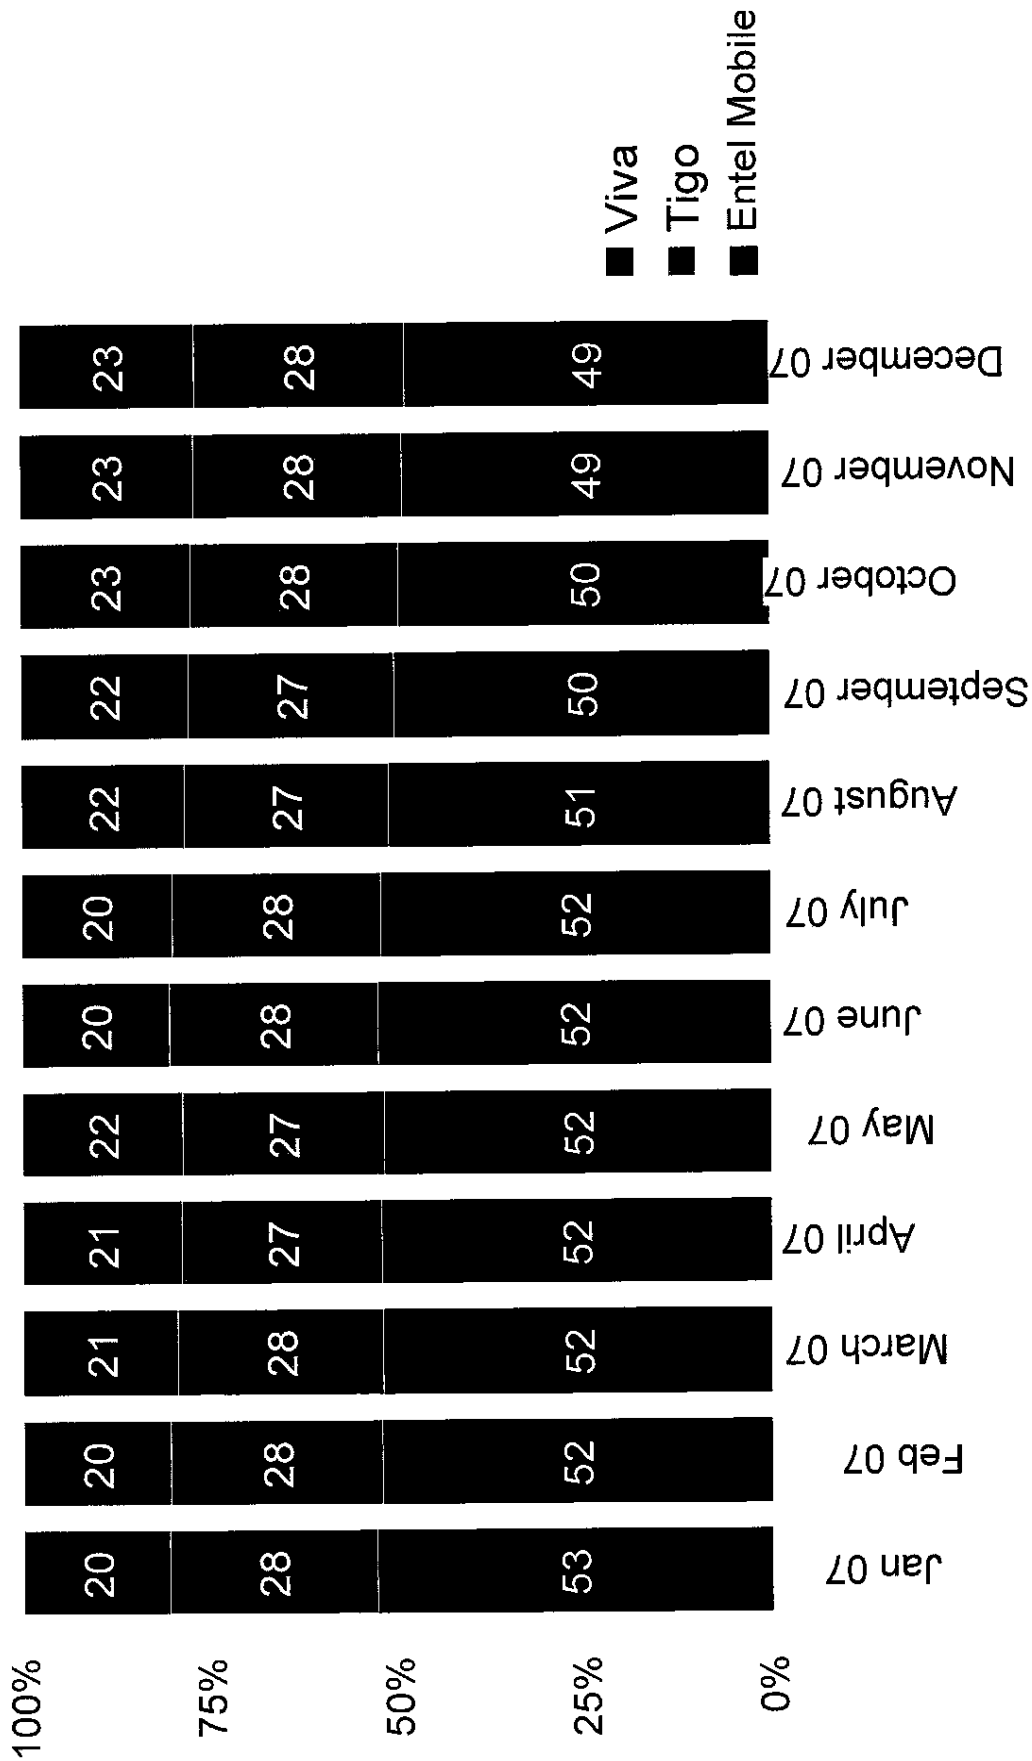 100%
75%
50%
25%
0%
20 20 21 21 22 20 20 22 22 23 23 23
28 28 28 27 27 28 28 27 27 28 28 28
53 52 52 52 52 52 52 51 50 50 49 49
Jan 07
Feb 07
March 07
April 07
May 07
June 07
July 07
August 07
September 07
October 07
November 07
December 07
Viva
Tigo
Entel Mobile